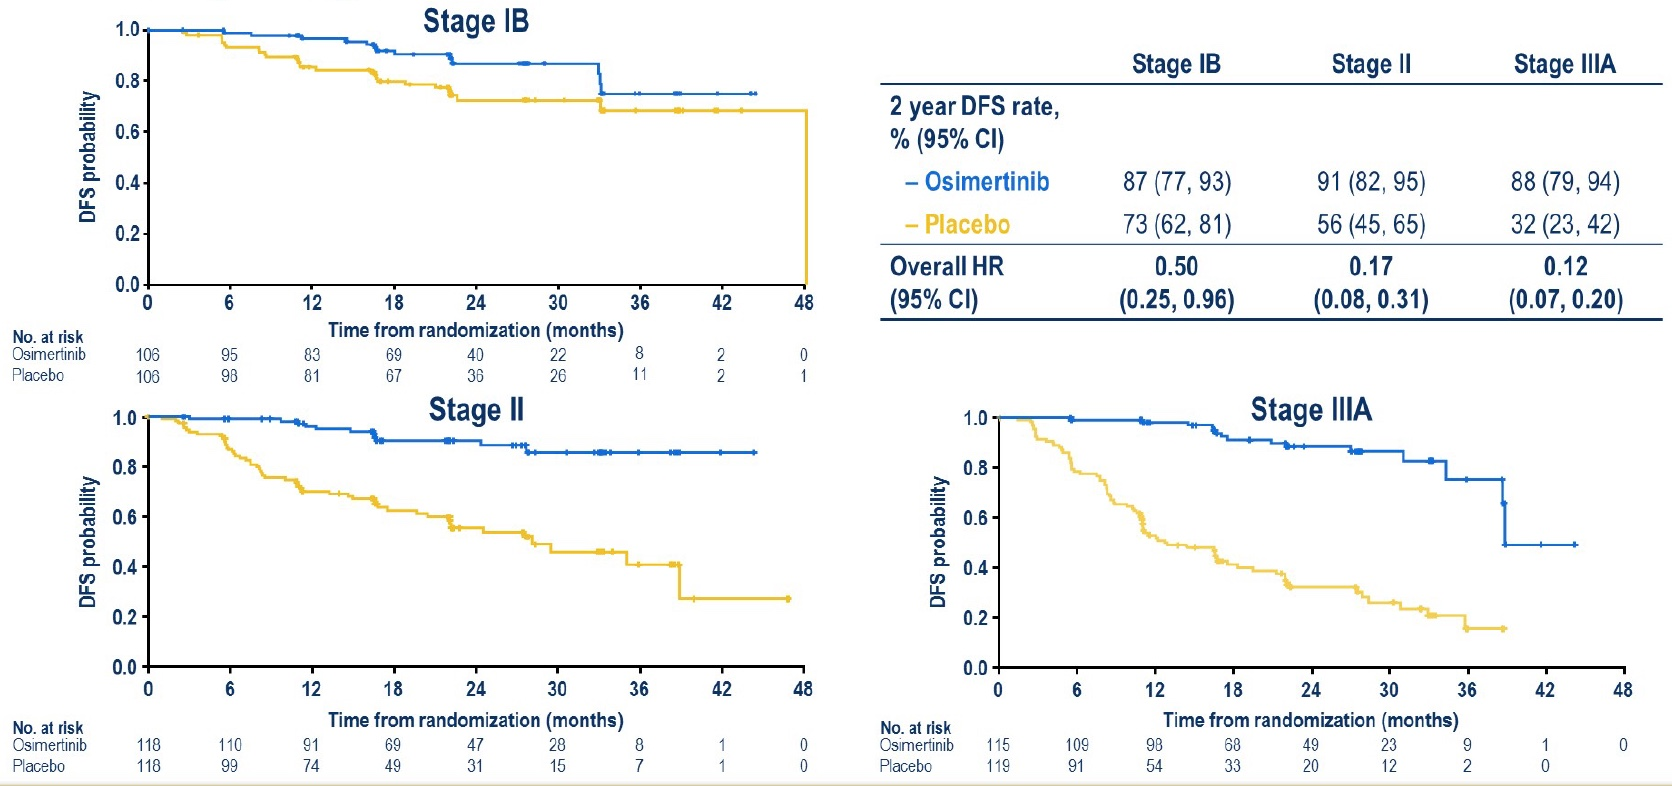 Stage IB
1.0
0.8
0.6
0.4
0.2
0.0
DFS probability
0 6 12 18 24 30 36 42 48
Time from randomization (months)
No. at risk
Osimertinib 106 95 83 69 40 22 8 2 0
Placebo 106 98 81 67 36 26 11 2 1
Stage IB Stage II Stage IIIA
2 year DFS rate,
% (95% CI)
– Osimertinib 87 (77, 93) 91 (82, 95) 88 (79, 94)
– Placebo 73 (62, 81) 56 (45, 65) 32 (23, 42)
Overall HR 0.50 0.17 0.12
(95% CI) (0.25, 0.96) (0.08, 0.31) (0.07, 0.20)
Stage II
1.0
0.8
0.6
0.4
0.2
0.0
DFS probability
0 6 12 18 24 30 36 42 48
Time from randomization (months)
No. at risk
Osimertinib 118 110 91 69 47 28 8 1 0
Placebo 118 99 74 49 31 15 7 1 0
Stage IIIA
1.0
0.8
0.6
0.4
0.2
0.0
DFS probability
0 6 12 18 24 30 36 42 48
Time from randomization (months)
No. at risk
Osimertinib 115 109 98 68 49 23 9 1 0
Placebo 119 91 54 33 20 12 2 0